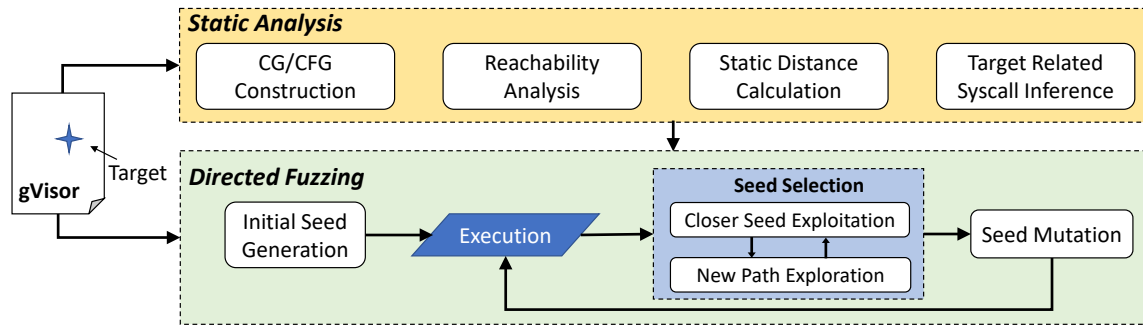 Static Analysis
CG/CFG
Construction
Reachability
Analysis
Static Distance
Calculation
Target Related
Syscall Inference
Target
gVisor
Directed Fuzzing
Initial Seed
Generation
Execution
Seed Selection
Closer Seed Exploitation
New Path Exploration
Seed Mutation